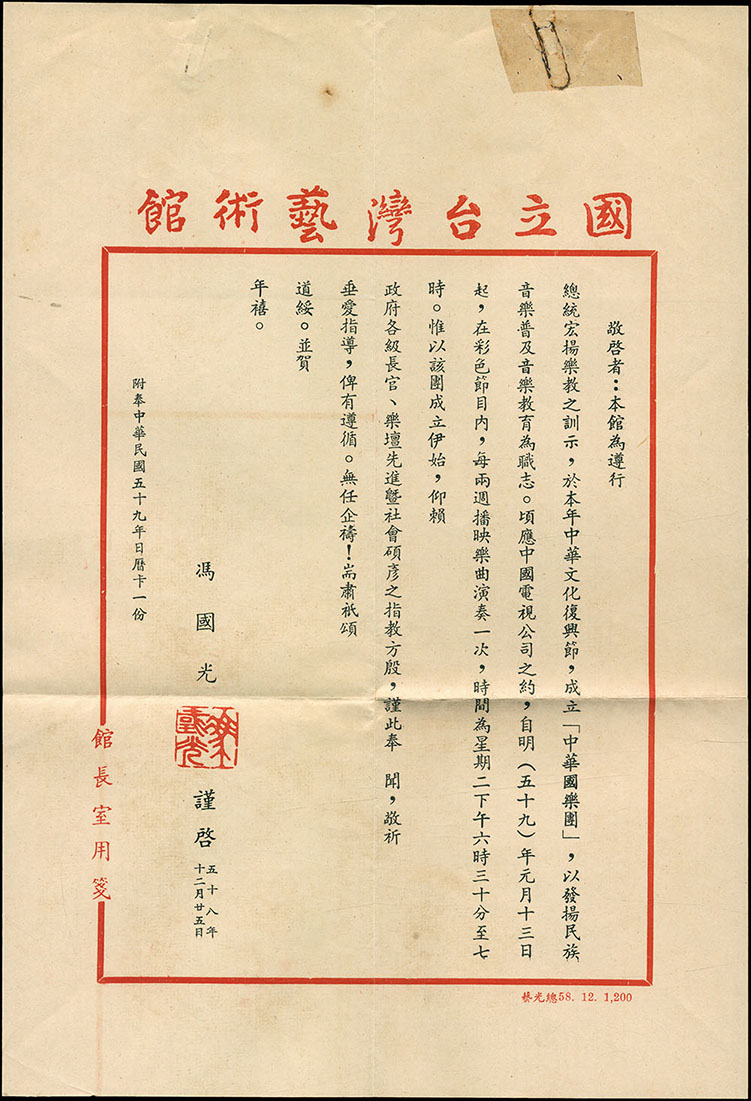 國立台灣藝術館
敬啓者：本館為遵行
總統宏揚樂教之訓示，於本年中華文化復興節，成立「中華國樂團」，以發揚民族
音樂普及音樂教育為職志。頃應中國電視公司之約，自明（五十九）年元月十三日
起，在彩色節目內，每兩週播映樂曲演奏一次，時間為星期二下午六時三十分至七
時。惟以該團成立伊始，仰賴
政府各級長官、樂壇先進曁社會碩彥之指教方殷，謹此奉　聞，敬祈
垂愛指導，俾有遵循。無任企禱！耑肅祇頌
道綏。並賀
年禧。
馮國光
謹啓
五十八年
十二月廿五日
附奉中華民國五十九年日曆卡一份
館長室用箋
藝光總58. 12. 1,200